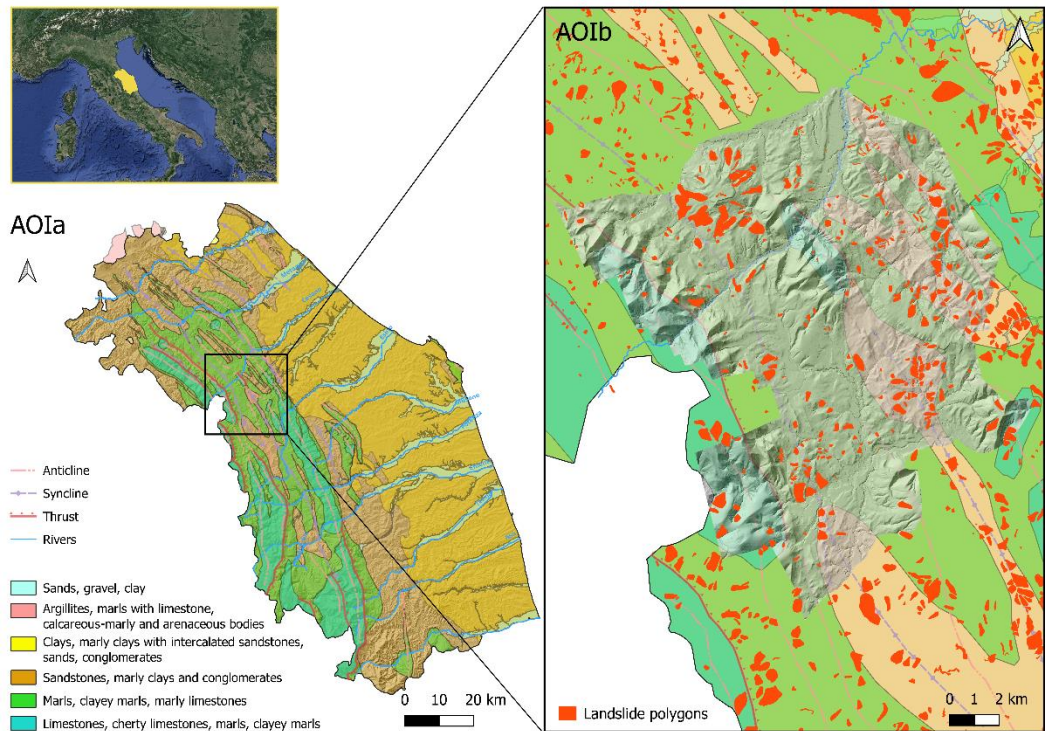 AOIa
Anticline
Syncline
Thrust
Rivers
Sands, gravel, clay
Argillites, marls with limestone,
calcareous-marly and arenaceous bodies
Clays, marly clays with intercalated sandstones,
sands, conglomerates
Sandstones, marly clays and conglomerates
Marls, clayey marls, marly limestones
Limestones, cherty limestones, marls, clayey marls
0 10 20 km
AOIb
Landslide polygons
0 1 2 km